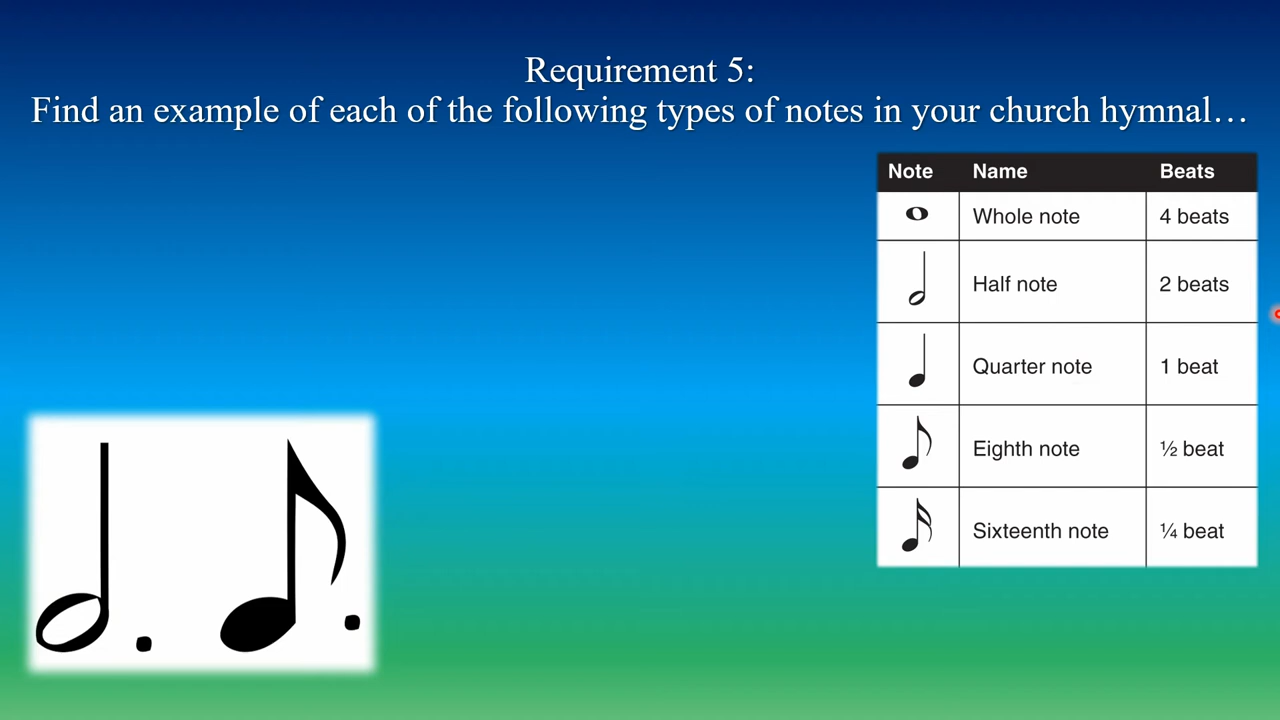 Requirement 5:
Find an example of each of the following types of notes in your church hymnal…
Note Name Beats
Whole note 4 beats
Half note 2 beats
Quarter note 1 beat
Eighth note ½ beat
Sixteenth note ¼ beat